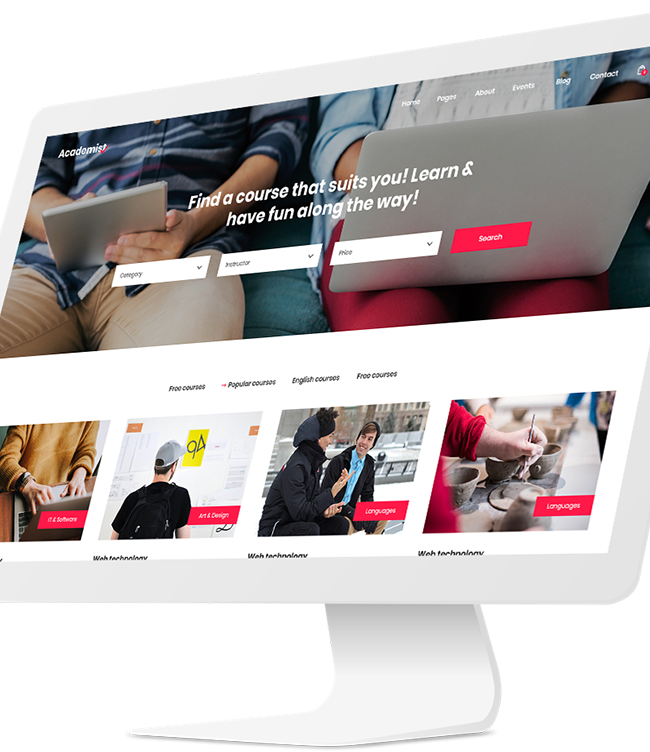 Home Pages About Events Blog Contact
Academist
Find a course that suits you! Learn &
have fun along the way!
Category Instructor Price Search
Free courses → Popular courses English courses Free courses
94
IT & Software Art & Design Languages Languages
Web technology Web technology Web technology